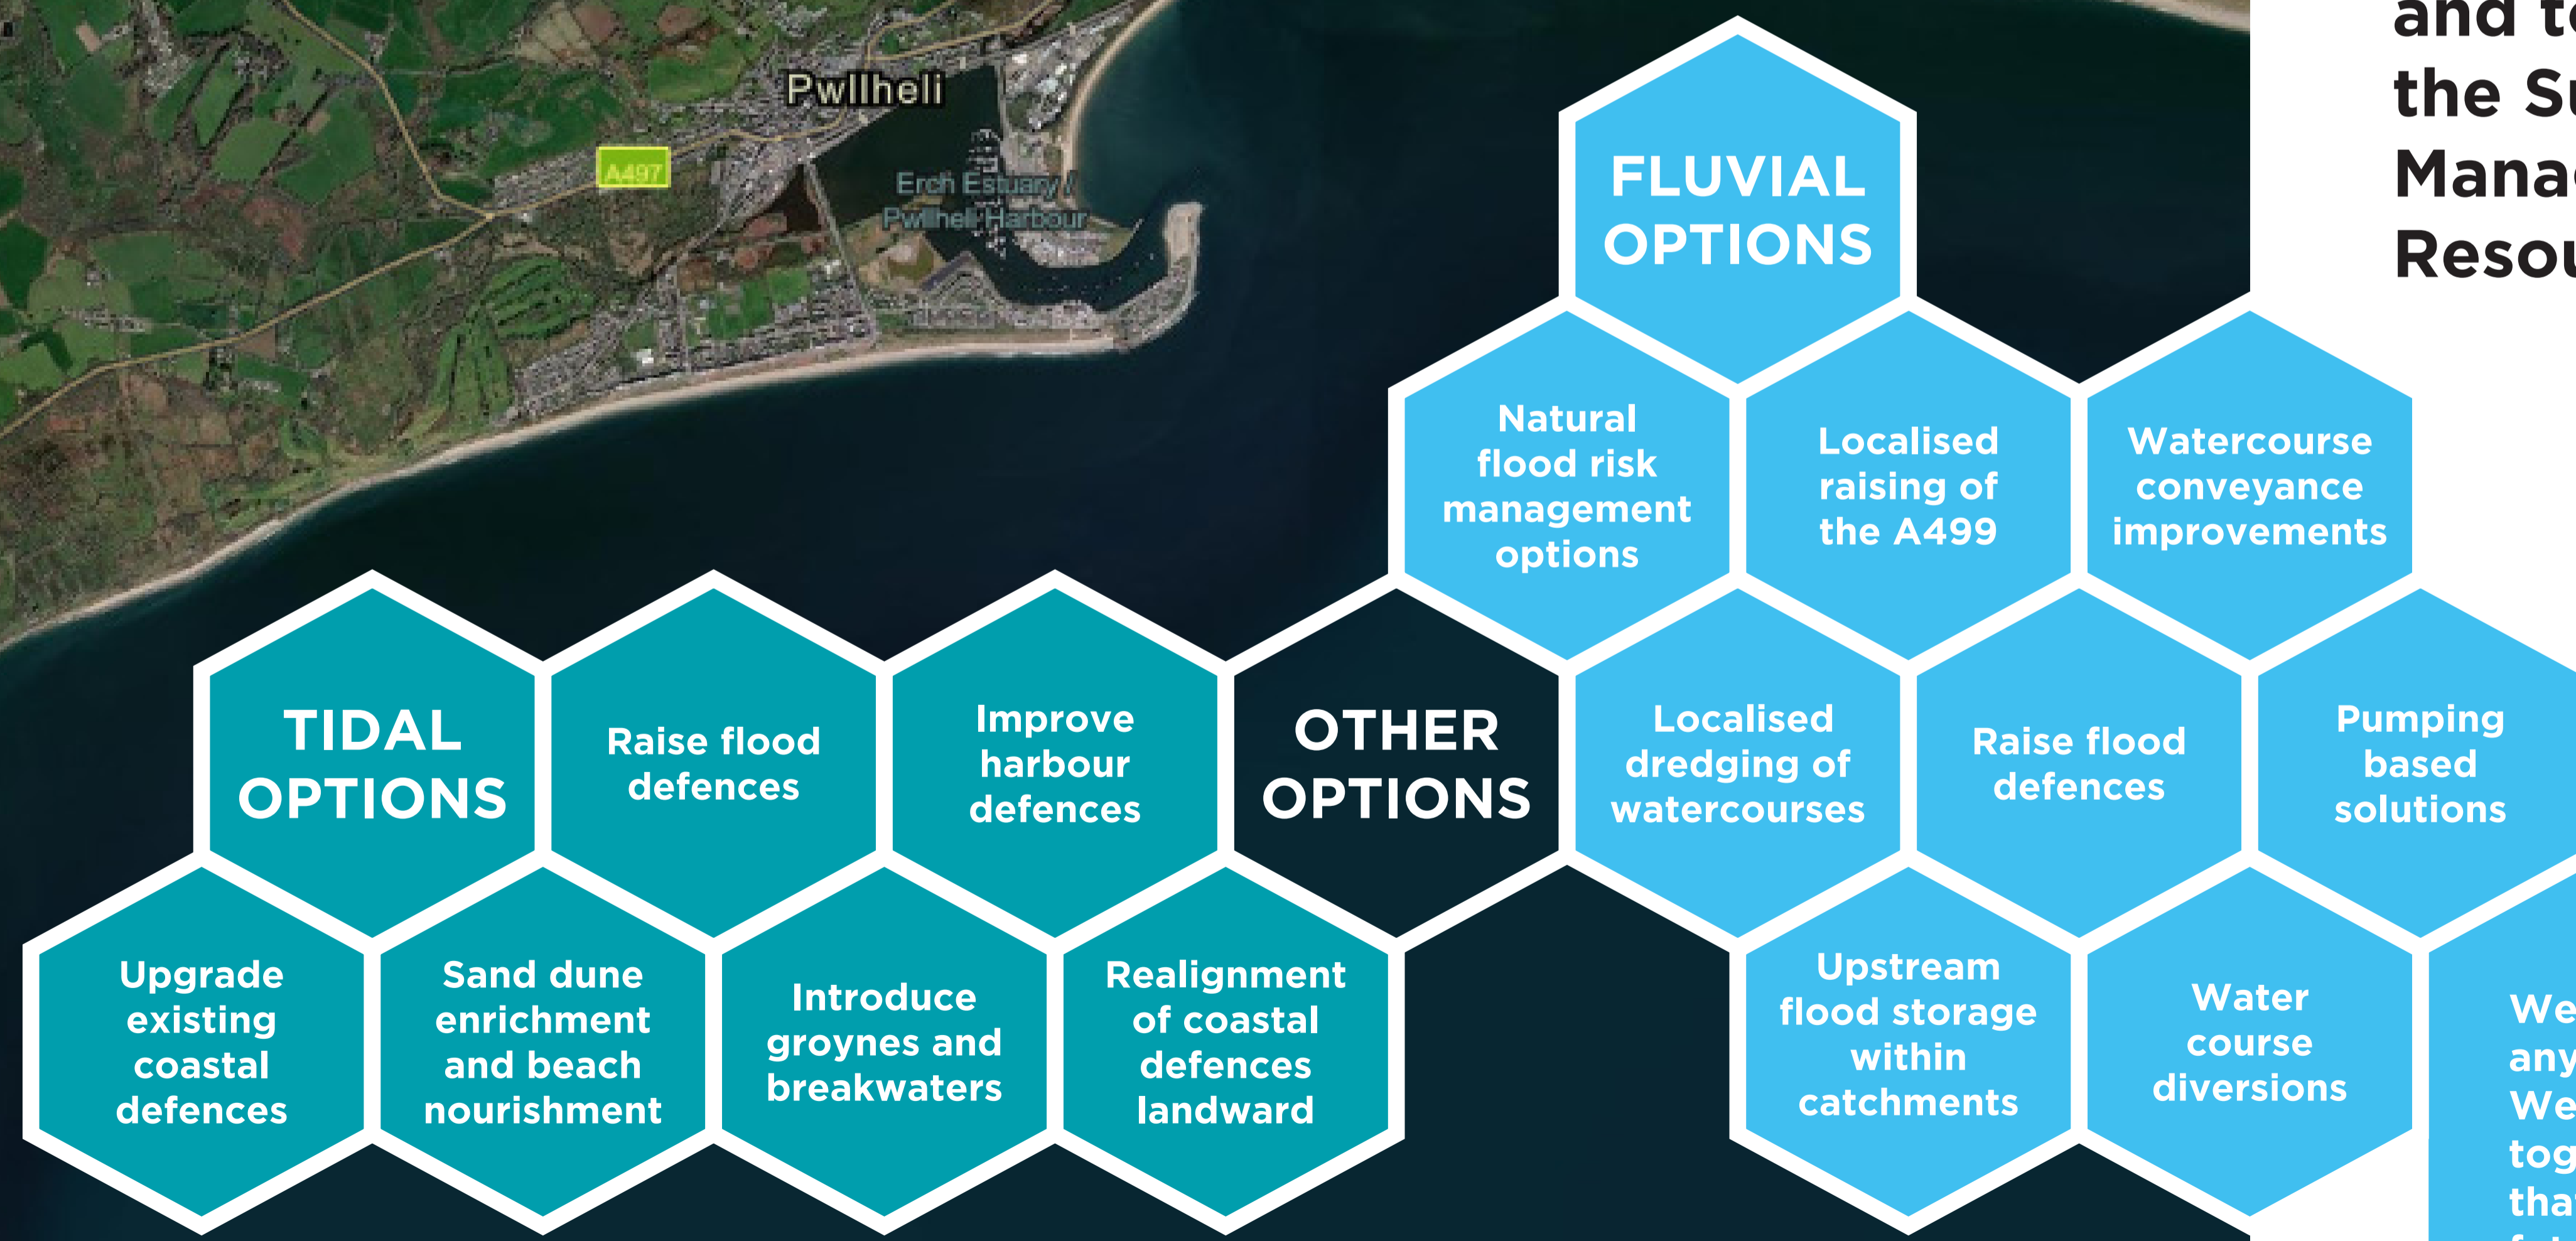 and
the
Pwllheli
A497
Erch Estuary /
Pwllheli Harbour
FLUVIAL
OPTIONS
Natural
flood risk
management
options
Localised
raising of
the A499
Watercourse
conveyance
improvements
TIDAL
OPTIONS
Raise flood
defences
Improve
harbour
defences
OTHER
OPTIONS
Localised
dredging of
watercourses
Raise flood
defences
Pumping
based
solutions
Upgrade
existing
coastal
defences
Sand dune
enrichment
and beach
nourishment
Introduce
groynes and
breakwaters
Realignment
of coastal
defences
landward
Upstream
flood storage
within
catchments
Water
course
diversions
We
any
We